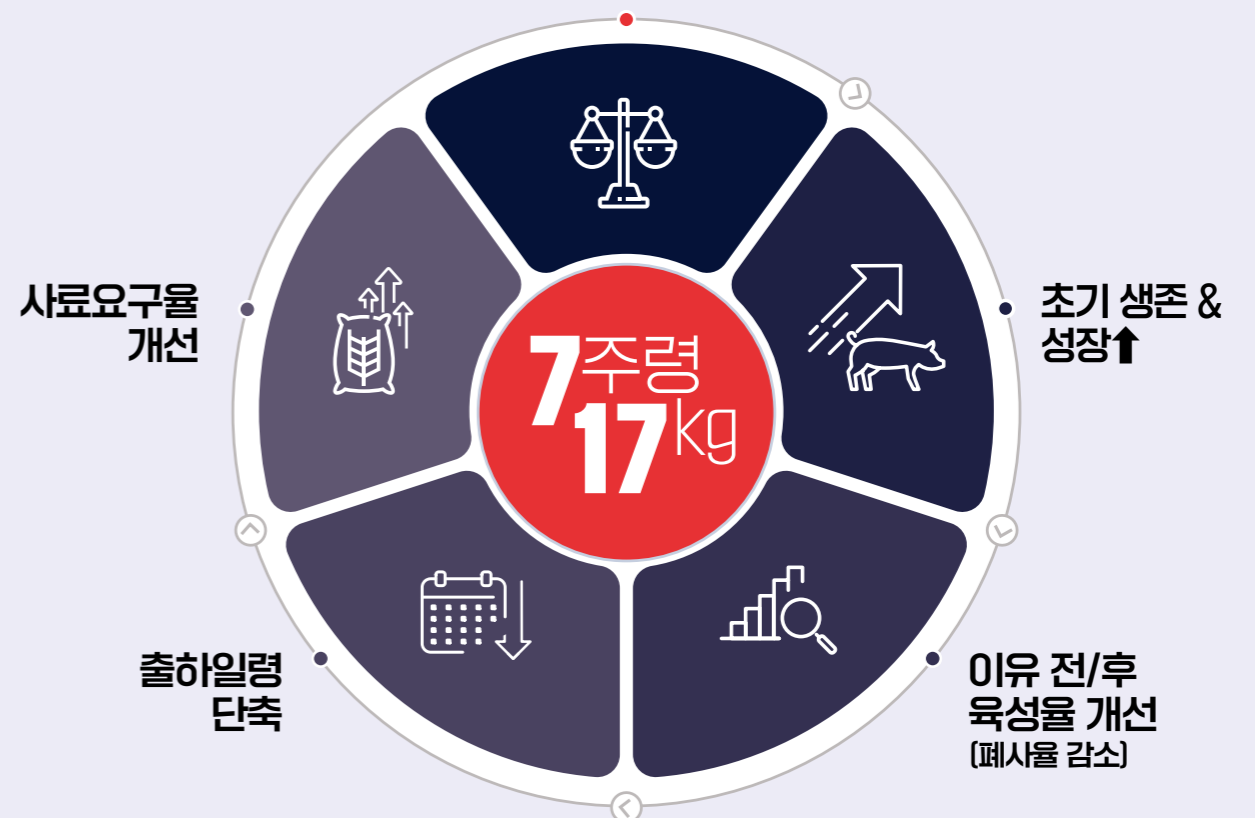 7주령
17kg
초기 생존 &
성장⬆
이유 전/후
육성율 개선
(폐사율 감소)
출하일령
단축
사료요구율
개선